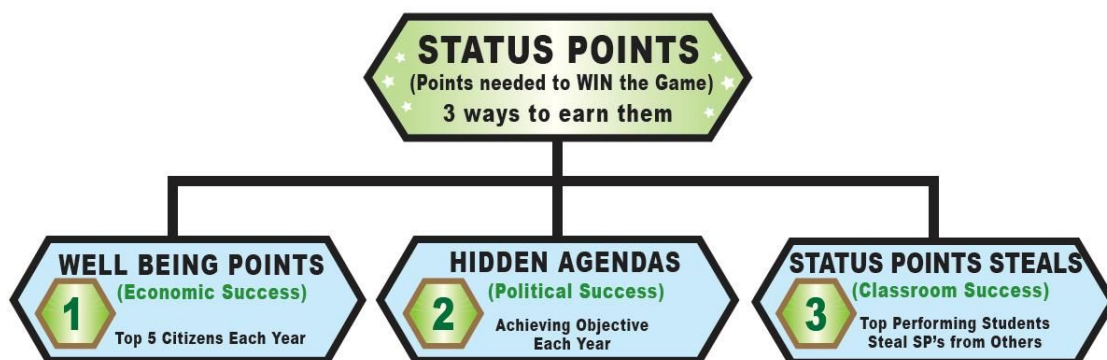 STATUS POINTS
(Points needed to WIN the Game)
3 ways to earn them
WELL BEING POINTS
(Economic Success)
1
Top 5 Citizens Each Year
HIDDEN AGENDAS
(Political Success)
2
Achieving Objective
Each Year
STATUS POINTS STEALS
(Classroom Success)
3
Top Performing Students
Steal SP's from Others